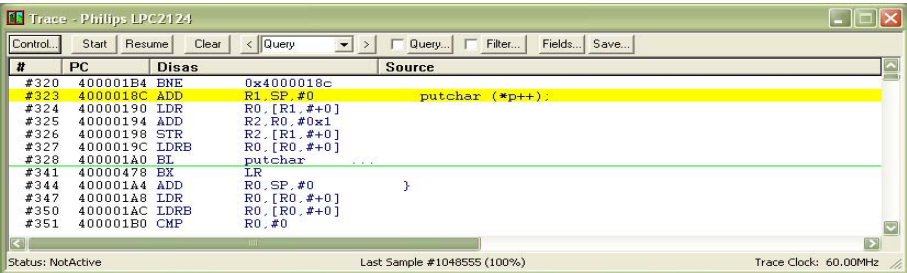 Trace - Philips LPC2124
Control... Start Resume Clear < Query > Query... Filter... Fields... Save...
# PC Disas Source
#320 400001B4 BNE 0x4000018c
#323 4000018C ADD R1,SP,#0 putchar (*p++);
#324 40000190 LDR R0,[R1,#+0]
#325 40000194 ADD R2,R0,#0x1
#326 40000198 STR R2,[R1,#+0]
#327 4000019C LDRB R0,[R0,#+0]
#328 400001A0 BL putchar ...
#341 40000478 BX LR
#344 400001A4 ADD R0,SP,#0 }
#347 400001A8 LDR R0,[R0,#+0]
#350 400001AC LDRB R0,[R0,#+0]
#351 400001B0 CMP R0,#0
Status: NotActive Last Sample #1048555 (100%) Trace Clock: 60.00MHz